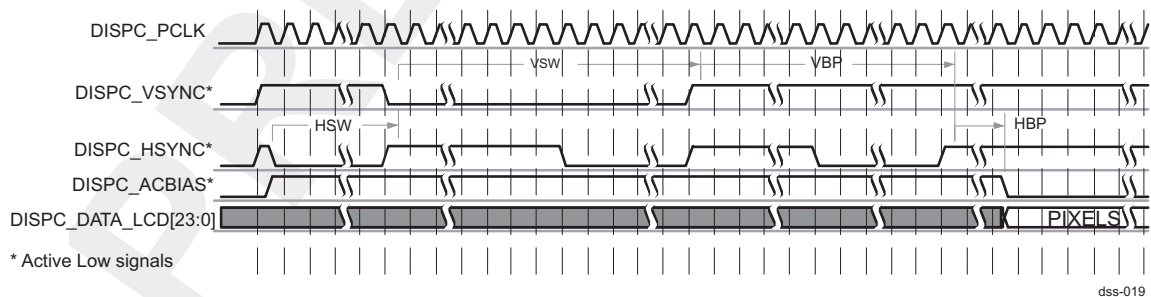 DISPC_PCLK
VSW VBP
DISPC_VSYNC*
HSW HBP
DISPC_HSYNC*
DISPC_ACBIAS*
DISPC_DATA_LCD[23:0] PIXELS
* Active Low signals
dss-019